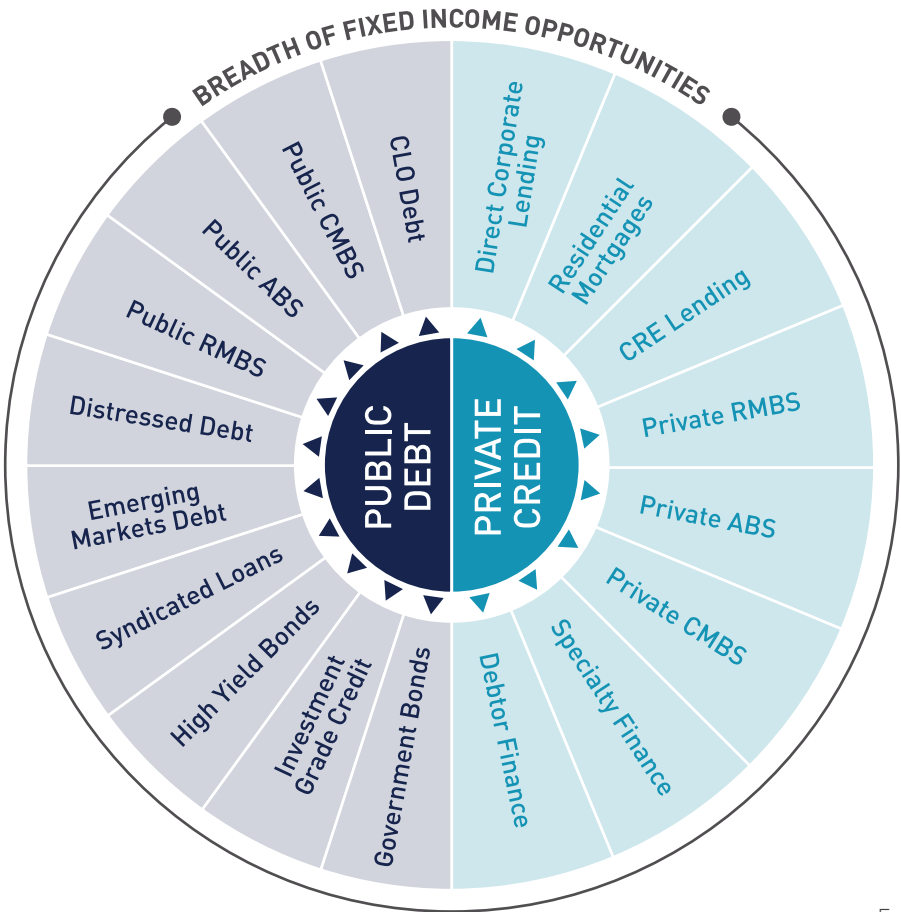 BREADTH OF FIXED INCOME OPPORTUNITIES
PUBLIC
DEBT
PRIVATE
CREDIT
Direct Corporate
Lending
Residential
Mortgages
CRE Lending
Private RMBS
Private ABS
Private CMBS
Specialty Finance
Debtor Finance
Government Bonds
Investment
Grade Credit
High Yield Bonds
Syndicated Loans
Emerging
Markets Debt
Distressed Debt
Public RMBS
Public ABS
Public CMBS
CLO Debt